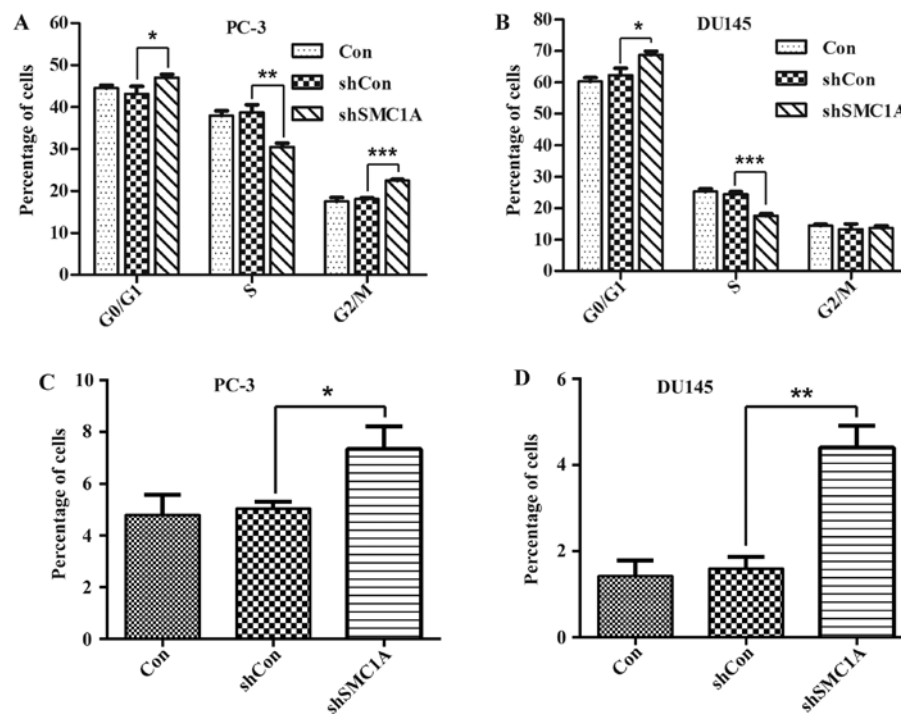 A
PC-3
Con
shCon
shSMC1A
Percentage of cells
60
50
40
30
20
10
0
*
**
***
G0/G1
S
G2/M
B
DU145
Con
shCon
shSMC1A
Percentage of cells
80
70
60
50
40
30
20
10
0
*
***
G0/G1
S
G2/M
C
PC-3
Percentage of cells
10
8
6
4
2
0
*
Con
shCon
shSMC1A
D
DU145
Percentage of cells
6
4
2
0
**
Con
shCon
shSMC1A